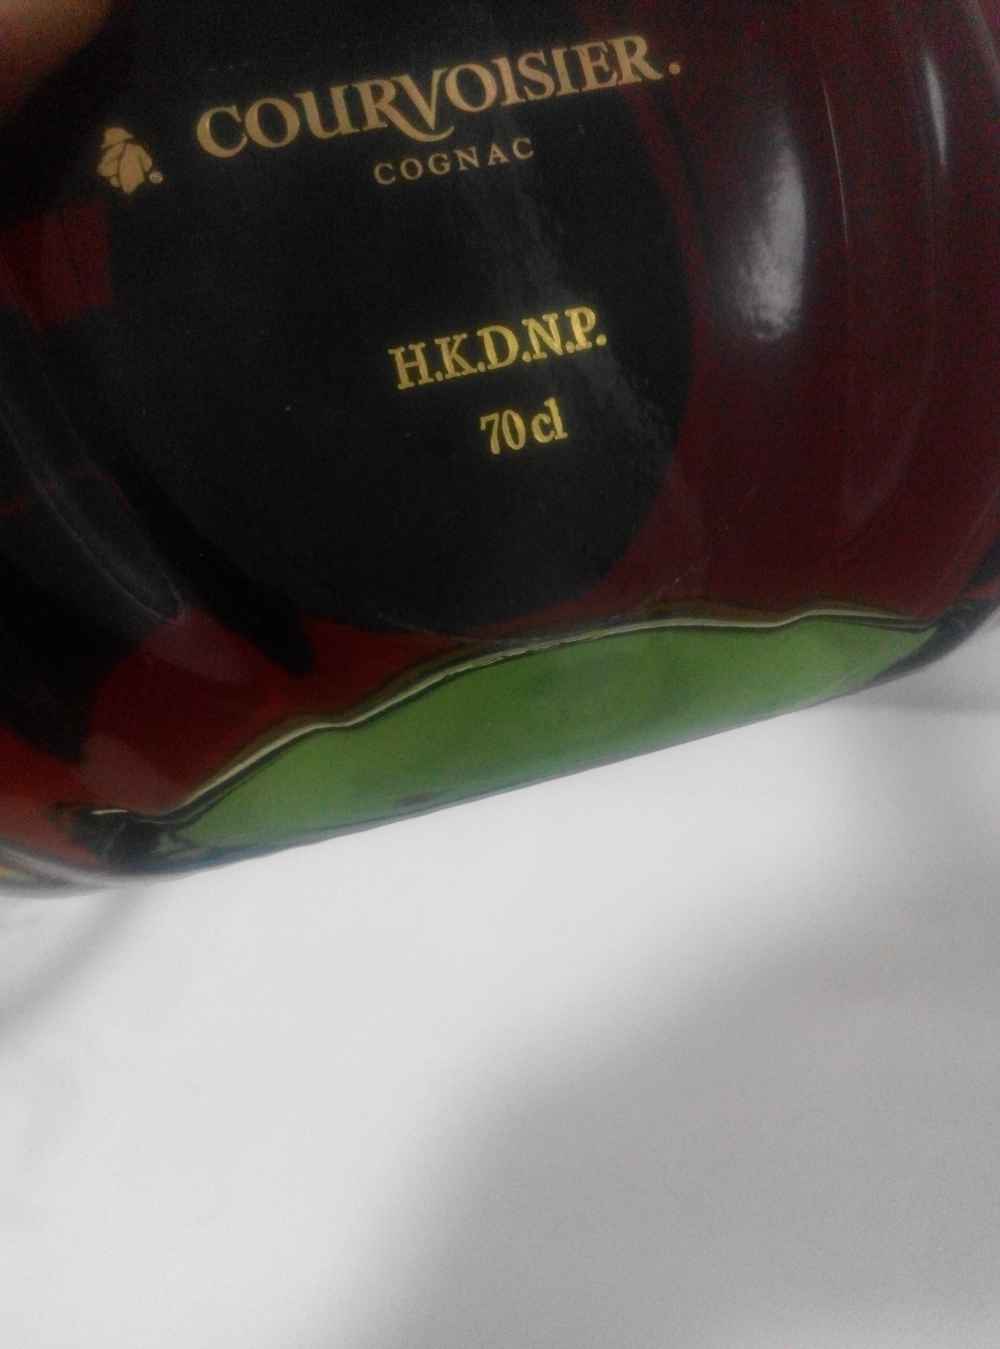 COURVOISIER.
COGNAC
H.K.D.N.P.
70 cl